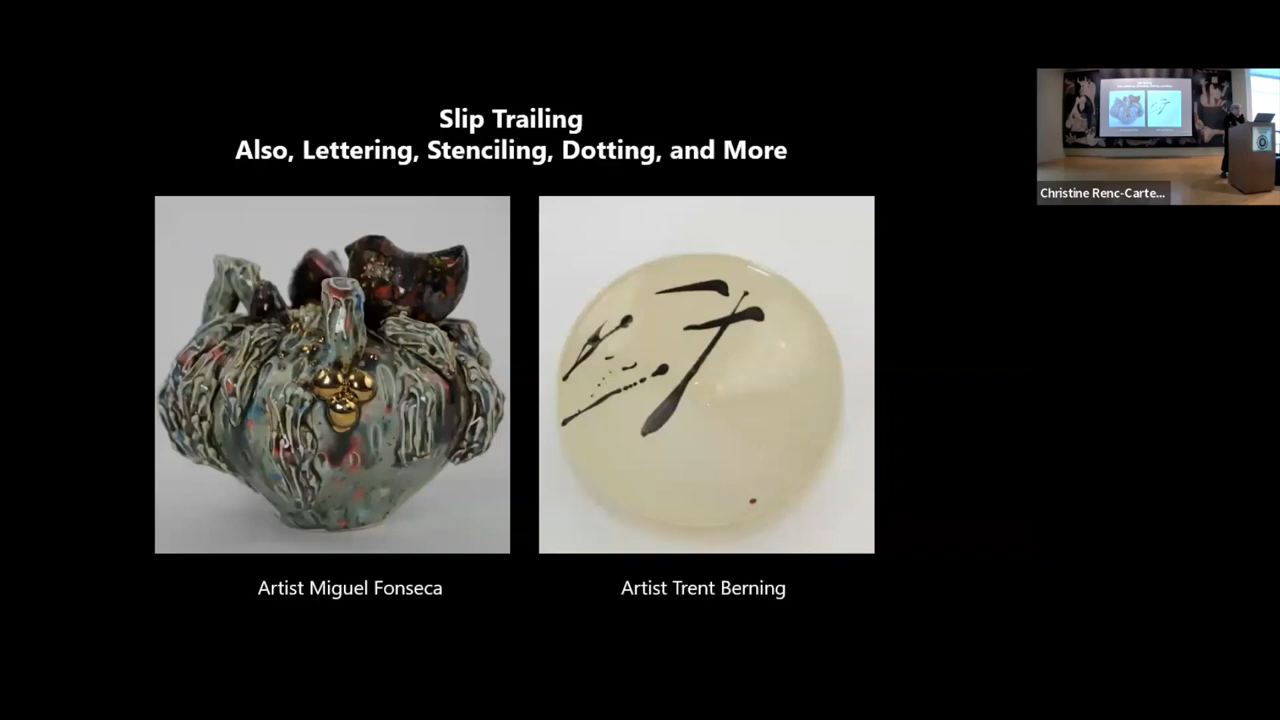 Slip Trailing
Also, Lettering, Stenciling, Dotting, and More
Christine Renc-Carte...
Artist Miguel Fonseca
Artist Trent Berning